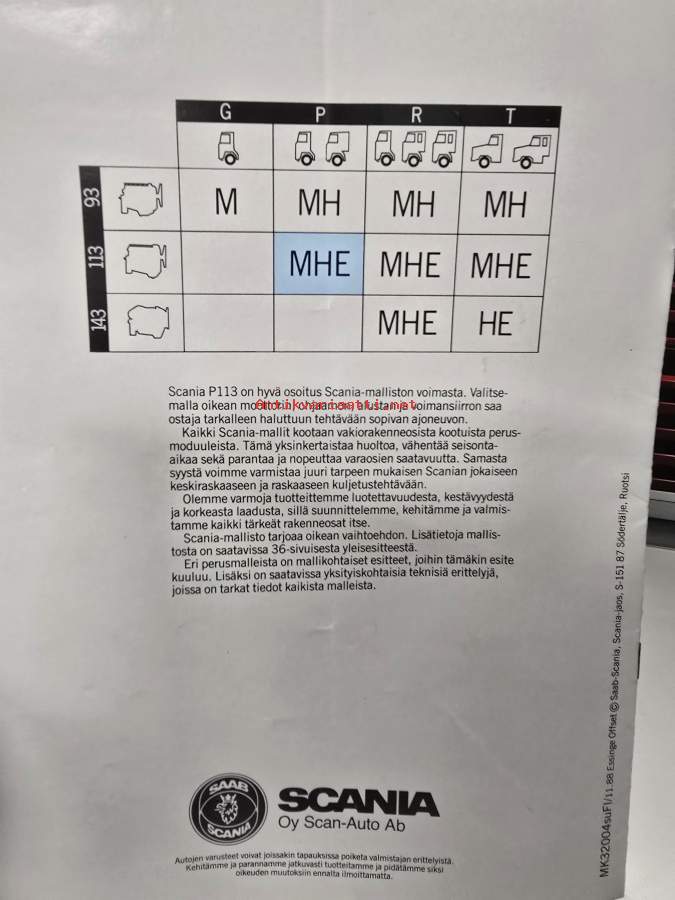 G P R T
93 M MH MH MH
113 MHE MHE MHE
143 MHE HE
Scania P113 on hyvä osoitus Scania-malliston voimasta. Valitse-
malla oikean moottorin, ohjaamon, alustan ja voimansiirron saa
Antikvariaatti.net
ostaja tarkalleen haluttuun tehtävään sopivan ajoneuvon.
Kaikki Scania-mallit kootaan vakiorakenneosista kootuista perus-
moduuleista. Tämä yksinkertaistaa huoltoa, vähentää seisonta-
aikaa sekä parantaa ja nopeuttaa varaosien saatavuutta. Samasta
syystä voimme varmistaa juuri tarpeen mukaisen Scanian jokaiseen
keskiraskaaseen ja raskaaseen kuljetustehtävään.
Olemme varmoja tuotteittemme luotettavuudesta, kestävyydestä
ja korkeasta laadusta, sillä suunnittelemme, kehitämme ja valmis-
tamme kaikki tärkeät rakenneosat itse.
Scania-mallisto tarjoaa oikean vaihtoehdon. Lisätietoja mallis-
tosta on saatavissa 36-sivuisesta yleisesitteestä.
Eri perusmalleista on mallikohtaiset esitteet, joihin tämäkin esite
kuuluu. Lisäksi on saatavissa yksityiskohtaisia teknisiä erittelyjä,
joissa on tarkat tiedot kaikista malleista.
MK32004suFI/11.88 Essinge Offset © Saab-Scania, Scania-jaos, S-151 87 Södertälje, Ruotsi
SAAB
SCANIA
SCANIA
Oy Scan-Auto Ab
Autojen varusteet voivat joissakin tapauksissa poiketa valmistajan erittelyistä.
Kehitämme ja parannamme jatkuvasti tuotteitamme ja pidätämme siksi
oikeuden muutoksiin ennalta ilmoittamatta.